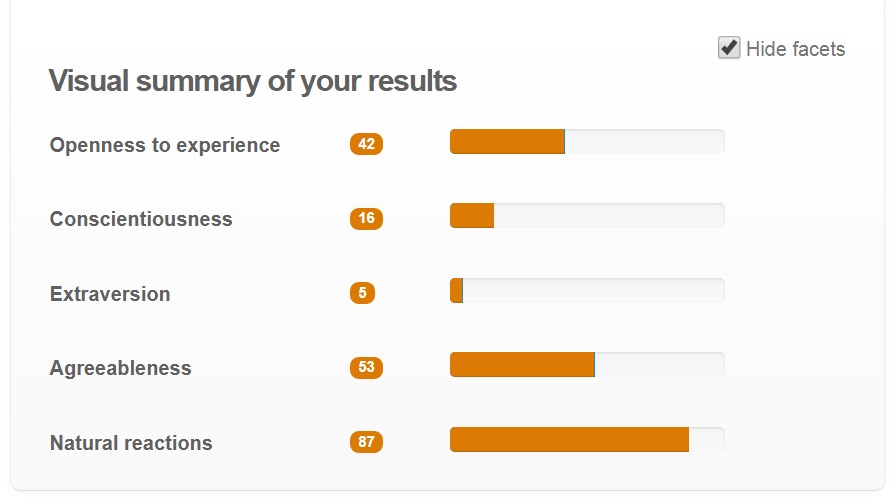 Hide facets
Visual summary of your results
Openness to experience 42
Conscientiousness 16
Extraversion 5
Agreeableness 53
Natural reactions 87